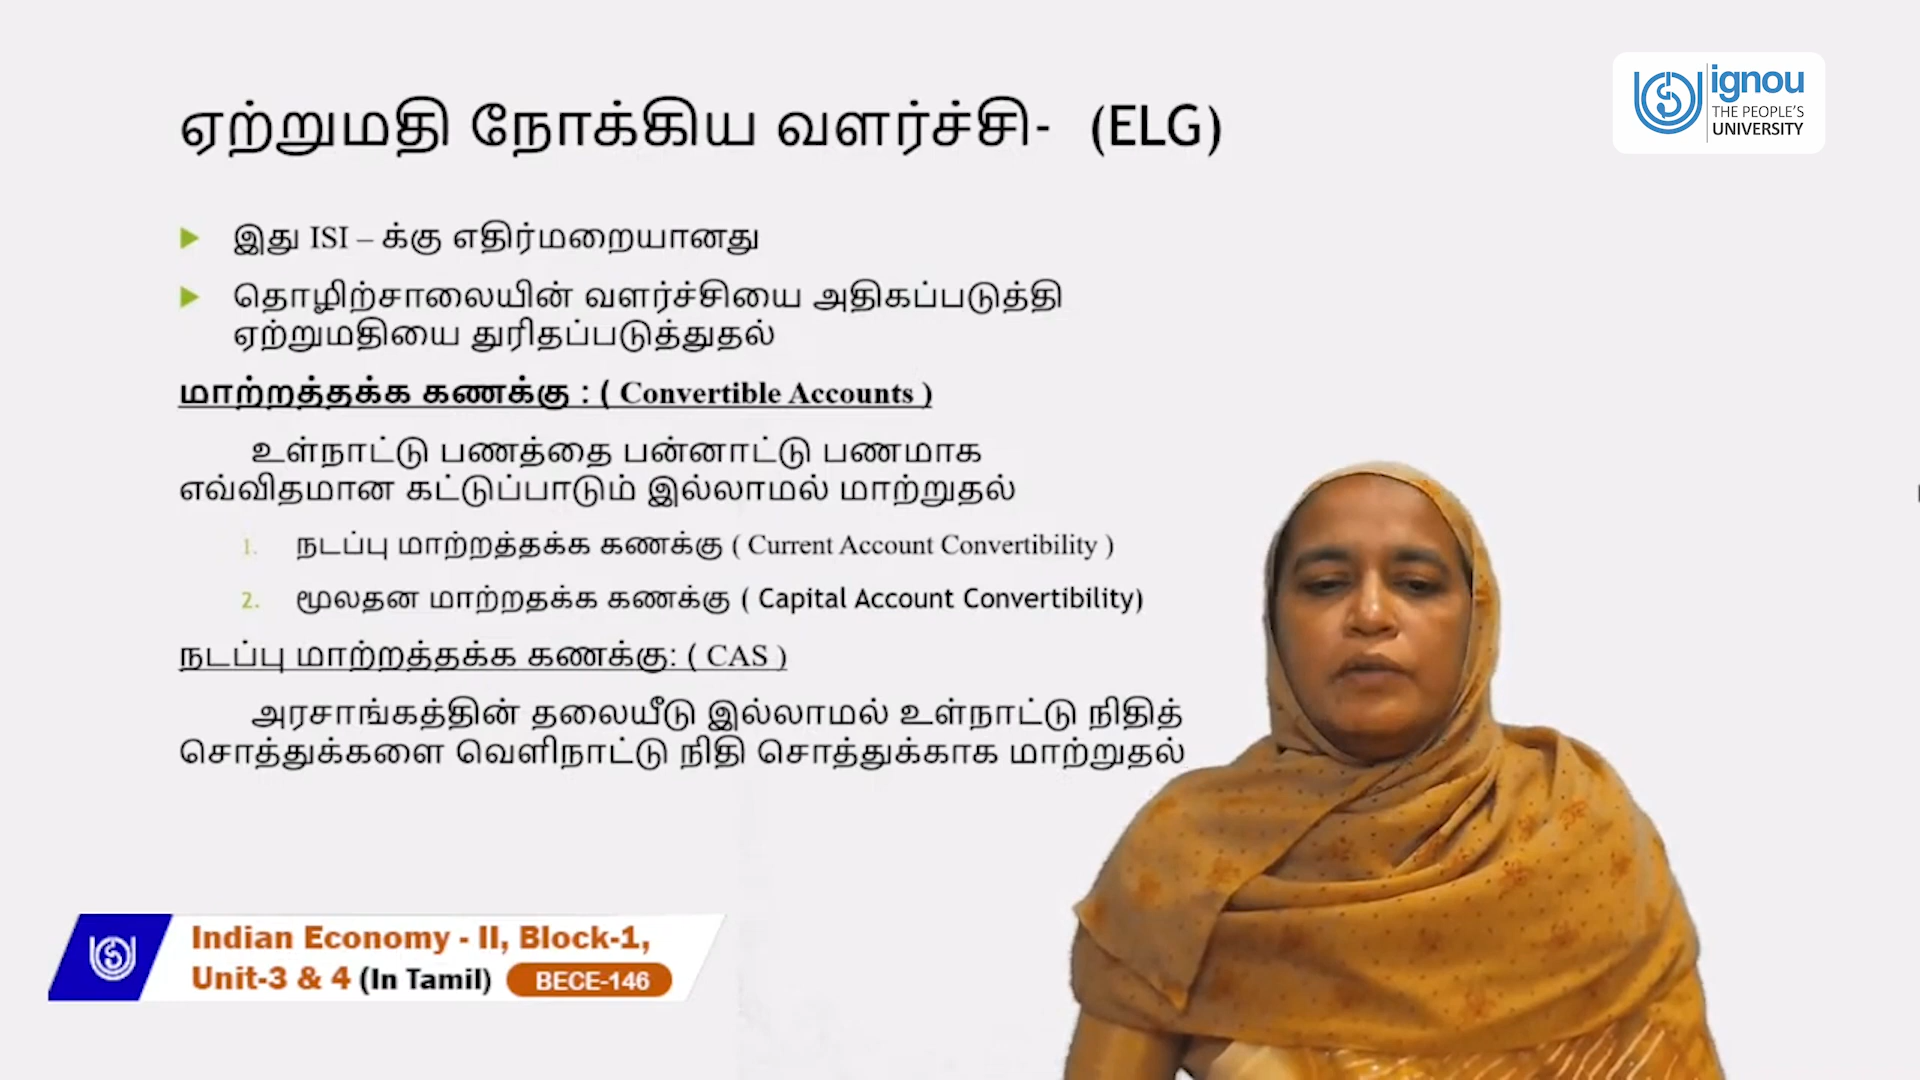 ஏற்றுமதி நோக்கிய வளர்ச்சி- (ELG)
ignou
THE PEOPLE'S
UNIVERSITY
இது ISI – க்கு எதிர்மறையானது
தொழிற்சாலையின் வளர்ச்சியை அதிகப்படுத்தி
ஏற்றுமதியை துரிதப்படுத்துதல்
மாற்றத்தக்க கணக்கு : ( Convertible Accounts )
உள்நாட்டு பணத்தை பன்னாட்டு பணமாக
எவ்விதமான கட்டுப்பாடும் இல்லாமல் மாற்றுதல்
1. நடப்பு மாற்றத்தக்க கணக்கு ( Current Account Convertibility )
2. மூலதன மாற்றதக்க கணக்கு ( Capital Account Convertibility)
நடப்பு மாற்றத்தக்க கணக்கு: ( CAS )
அரசாங்கத்தின் தலையீடு இல்லாமல் உள்நாட்டு நிதித்
சொத்துக்களை வெளிநாட்டு நிதி சொத்துக்காக மாற்றுதல்
Indian Economy - II, Block-1,
Unit-3 & 4 (In Tamil) BECE-146